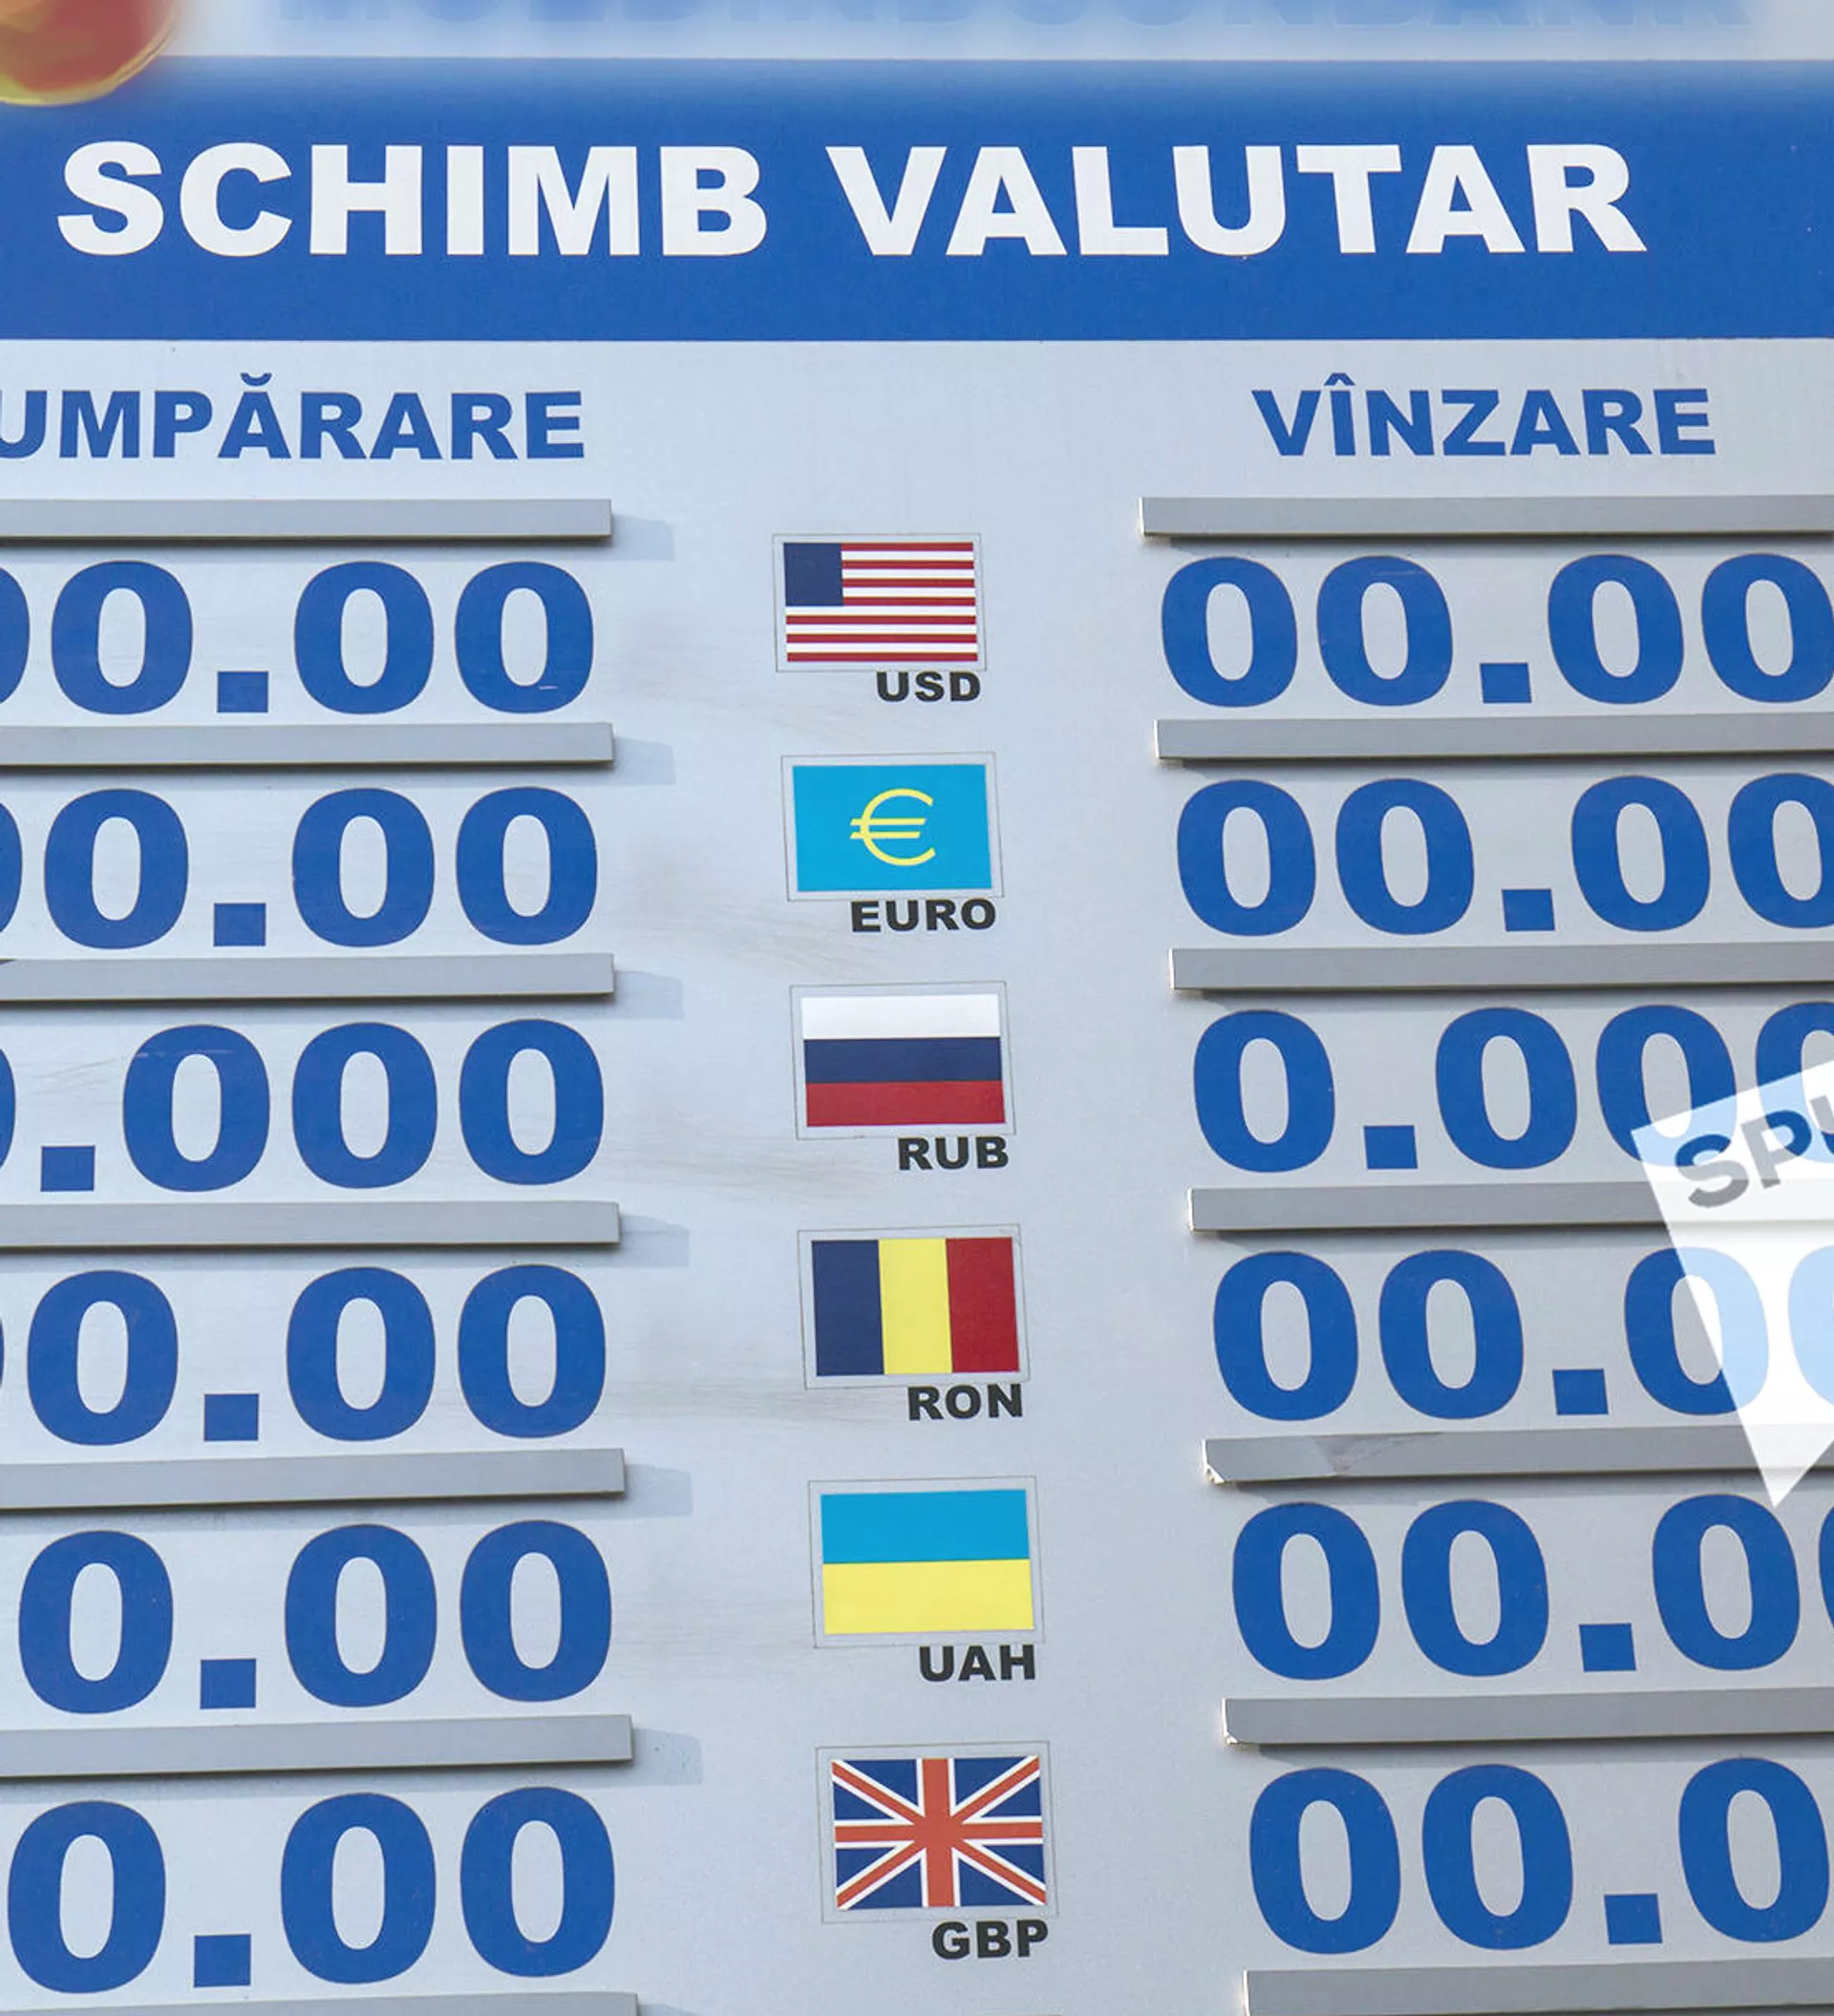 SCHIMB VALUTAR
UMPĂRARE VÎNZARE
00.00 USD 00.00
00.00 EURO 00.00
0.000 RUB 0.000
00.00 RON 00.00
0.00 UAH 00.0
0.00 GBP 00.0